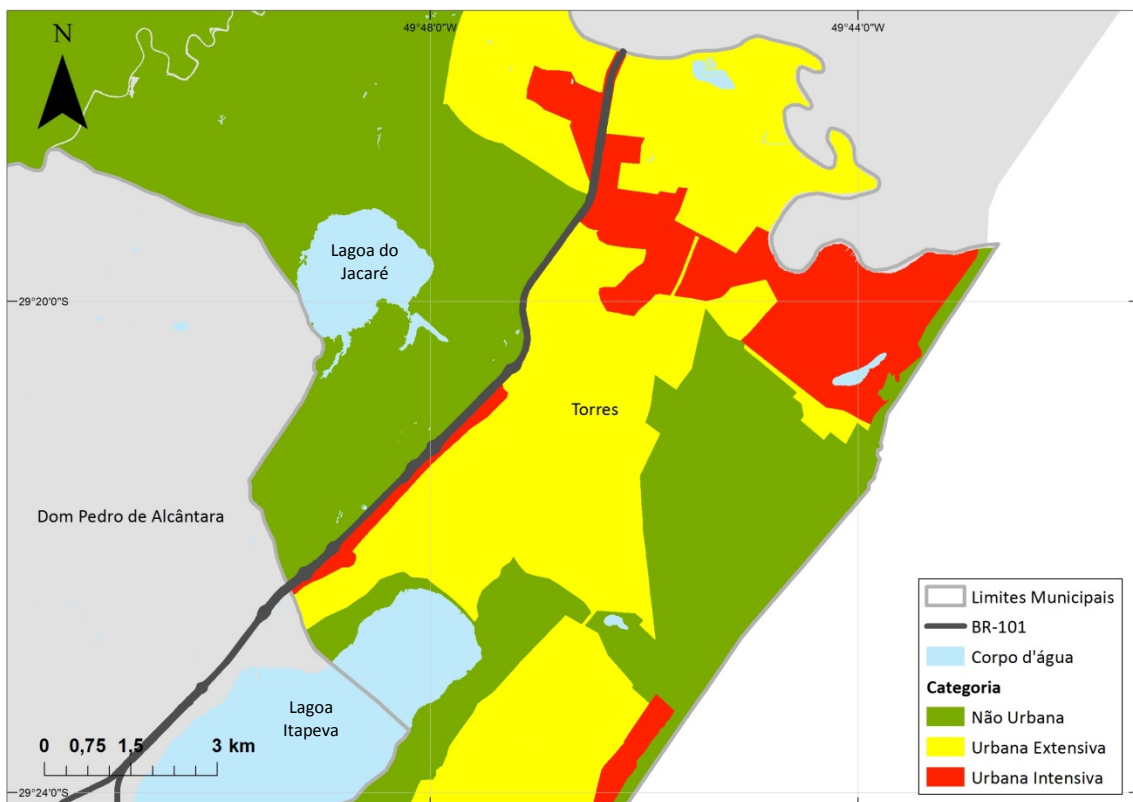 49°48'0"O
49°44'0"O
N
Lagoa do
Jacaré
29°20'0"S
Torres
Dom Pedro de Alcântara
Lagoa
Itapeva
0 0,75 1,5 3 km
29°24'0"S
Limites Municipais
BR-101
Corpo d'água
Categoria
Não Urbana
Urbana Extensiva
Urbana Intensiva